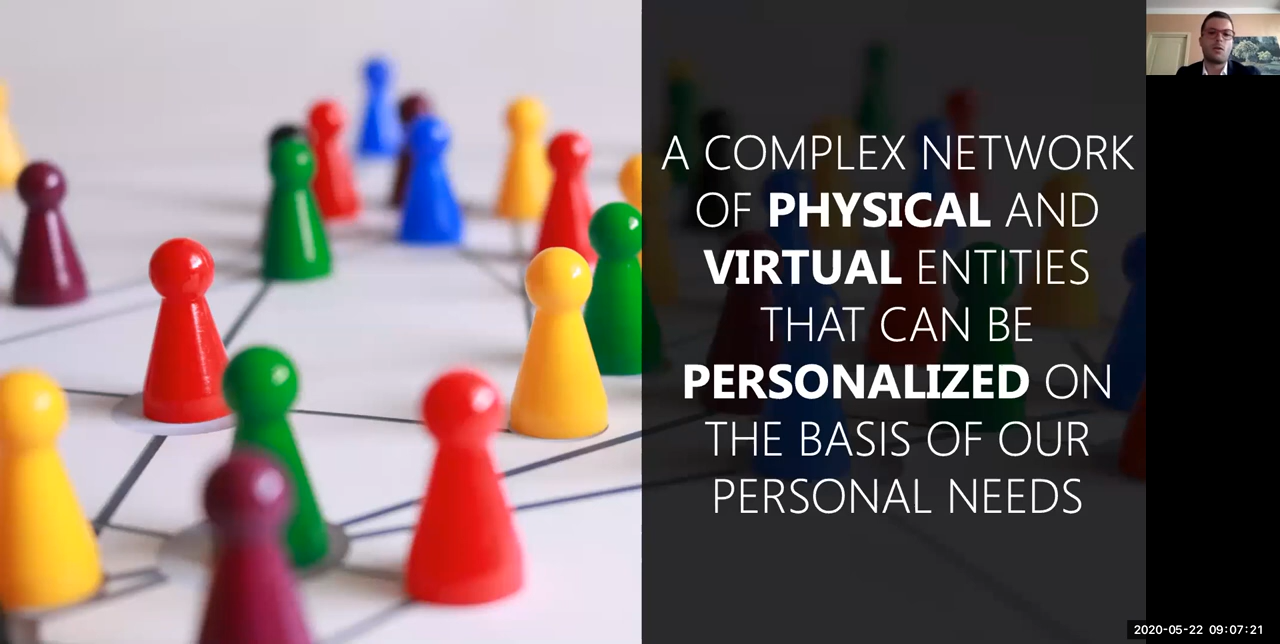 A COMPLEX NETWORK
OF PHYSICAL AND
VIRTUAL ENTITIES
THAT CAN BE
PERSONALIZED ON
THE BASIS OF OUR
PERSONAL NEEDS
2020-05-22 09:07:21